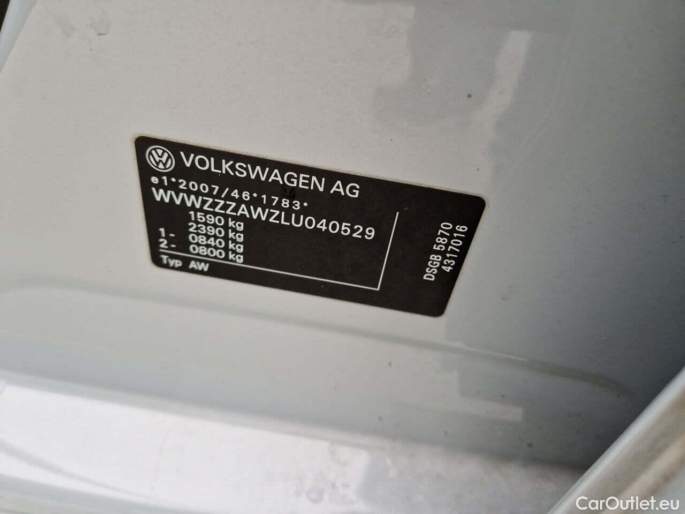 VOLKSWAGEN AG
e1*2007/46*1783*
WVWZZZAWZLU040529
1590 kg
2390 kg
1- 0840 kg
2- 0800 kg
Typ AW
DSGB 5870
4317016
CarOutlet.eu